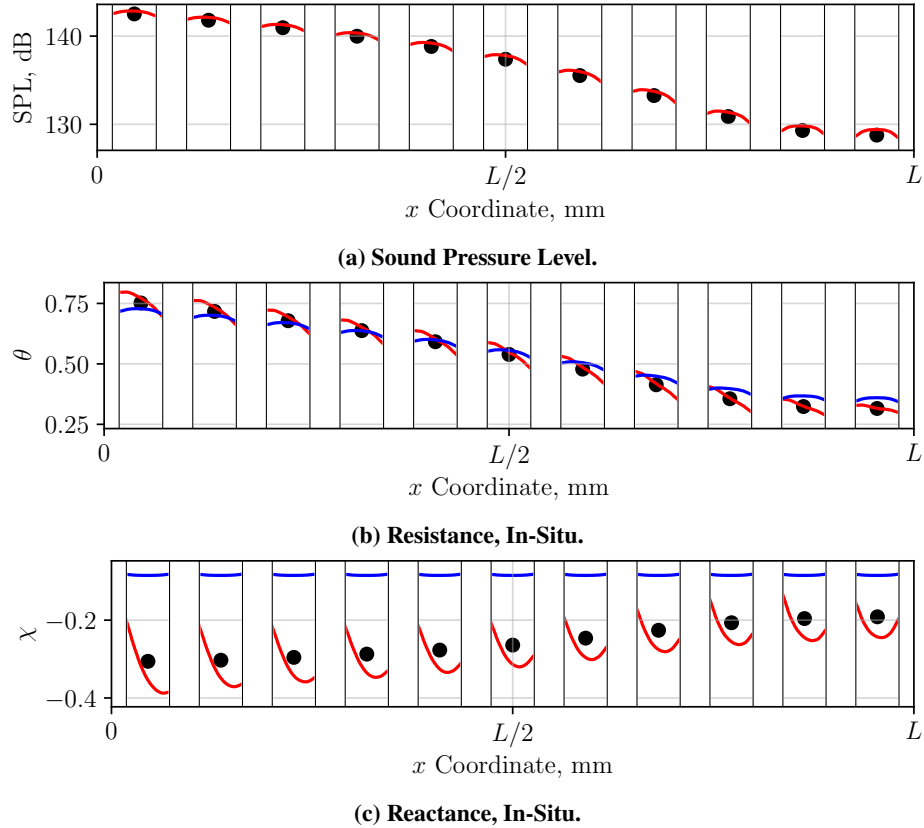 140
130
SPL, dB
0
L/2
L
x Coordinate, mm
(a) Sound Pressure Level.
0.75
0.50
0.25
θ
0
L/2
L
x Coordinate, mm
(b) Resistance, In-Situ.
−0.2
−0.4
χ
0
L/2
L
x Coordinate, mm
(c) Reactance, In-Situ.